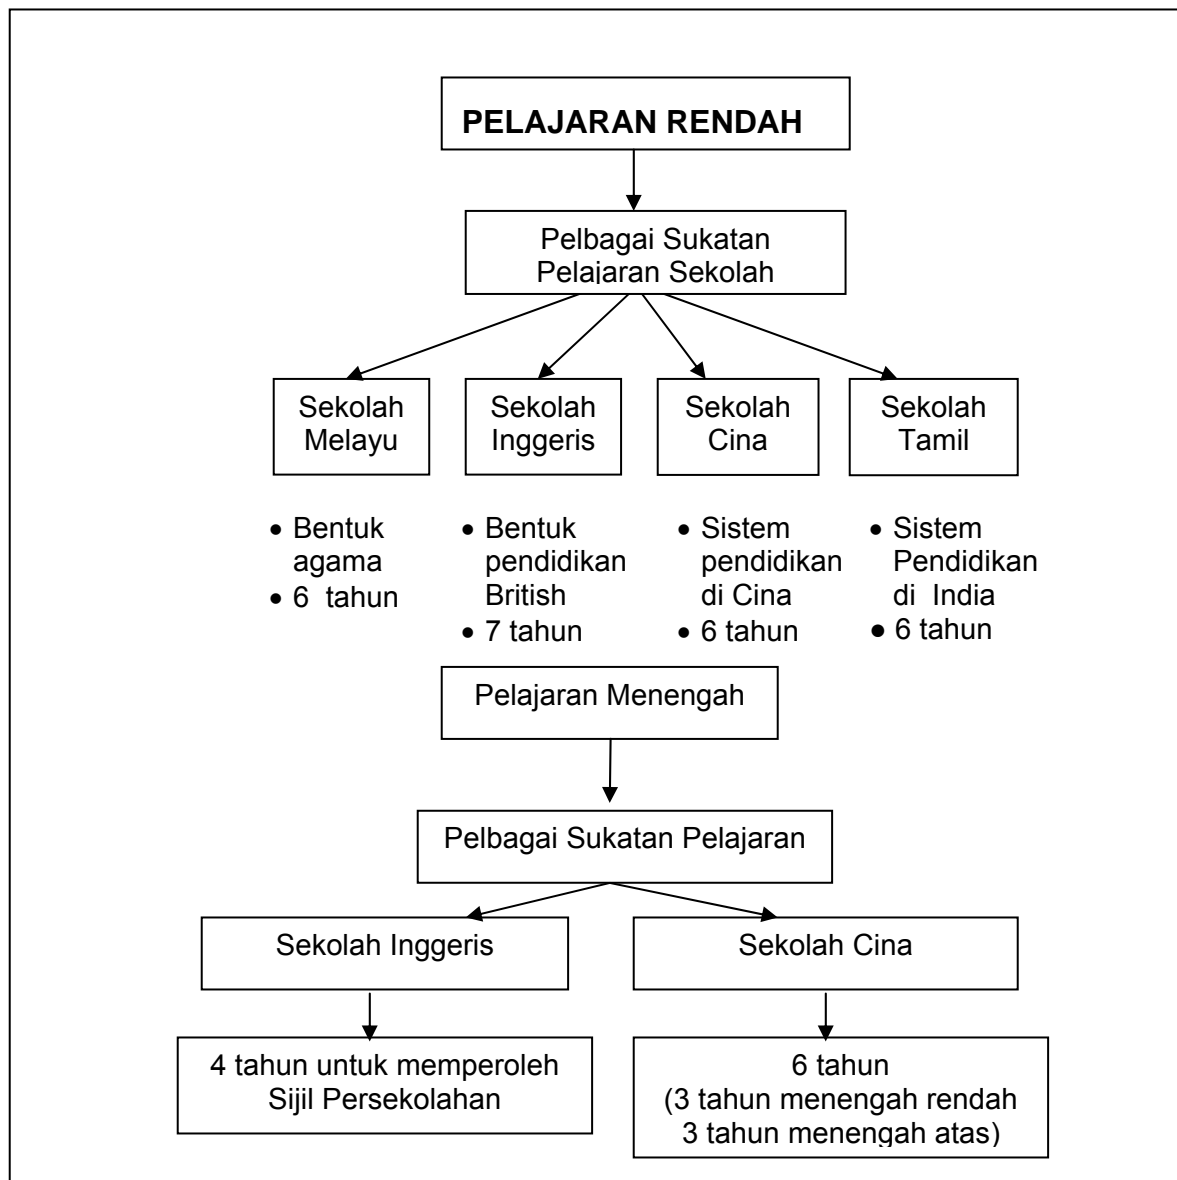 PELAJARAN RENDAH
Pelbagai Sukatan
Pelajaran Sekolah
Sekolah
Melayu
Sekolah
Inggeris
Sekolah
Cina
Sekolah
Tamil
• Bentuk
agama
• 6 tahun
• Bentuk
pendidikan
British
• 7 tahun
• Sistem
pendidikan
di Cina
• 6 tahun
• Sistem
Pendidikan
di India
• 6 tahun
Pelajaran Menengah
Pelbagai Sukatan Pelajaran
Sekolah Inggeris
Sekolah Cina
4 tahun untuk memperoleh
Sijil Persekolahan
6 tahun
(3 tahun menengah rendah
3 tahun menengah atas)